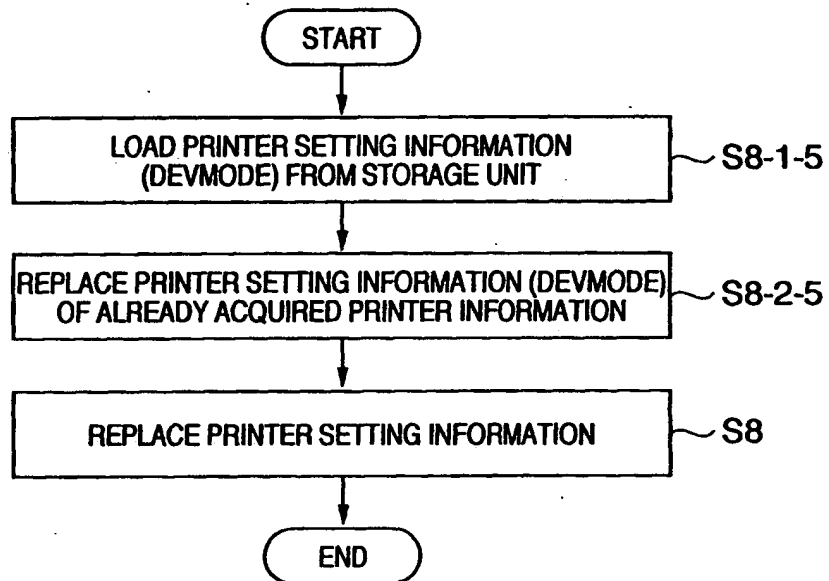 START
LOAD PRINTER SETTING INFORMATION
(DEVMODE) FROM STORAGE UNIT
S8-1-5
REPLACE PRINTER SETTING INFORMATION (DEVMODE)
OF ALREADY ACQUIRED PRINTER INFORMATION
S8-2-5
REPLACE PRINTER SETTING INFORMATION
S8
END